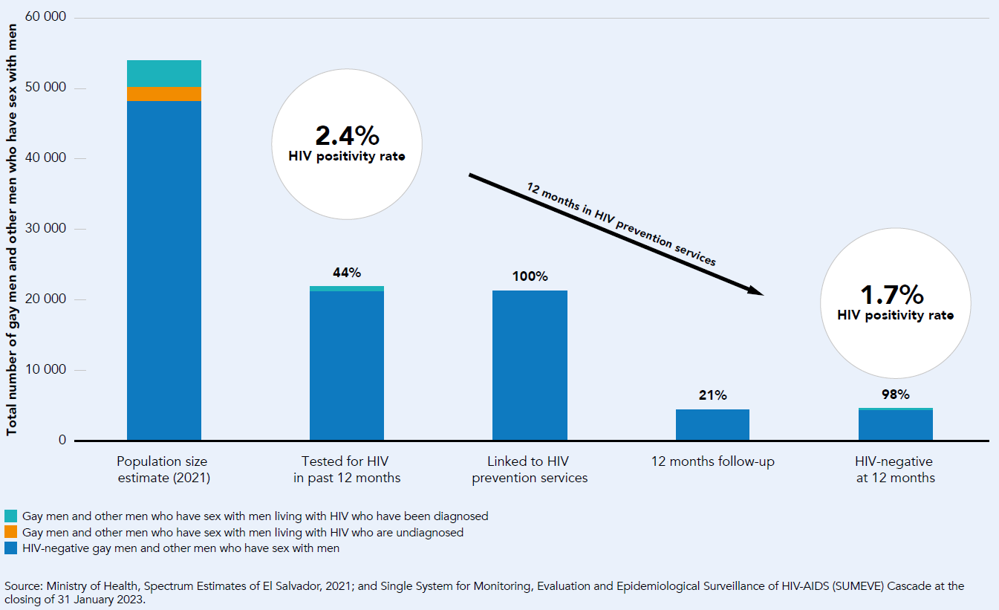 Total number of gay men and other men who have sex with men
60 000
50 000
40 000
30 000
20 000
10 000
0
2.4%
HIV positivity rate
12 months in HIV prevention services
1.7%
HIV positivity rate
44%
100%
21%
98%
Population size
estimate (2021)
Tested for HIV
in past 12 months
Linked to HIV
prevention services
12 months follow-up
HIV-negative
at 12 months
Gay men and other men who have sex with men living with HIV who have been diagnosed
Gay men and other men who have sex with men living with HIV who are undiagnosed
HIV-negative gay men and other men who have sex with men
Source: Ministry of Health, Spectrum Estimates of El Salvador, 2021; and Single System for Monitoring, Evaluation and Epidemiological Surveillance of HIV-AIDS (SUMEVE) Cascade at the
closing of 31 January 2023.